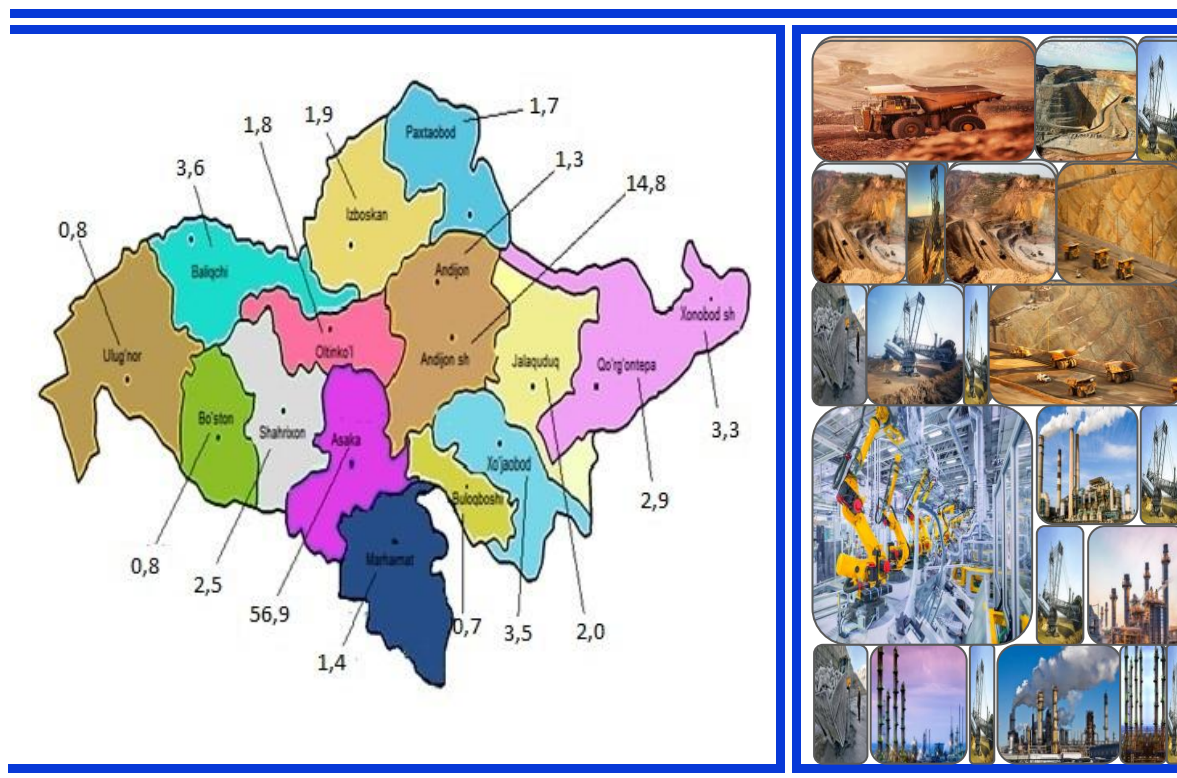 1,7
Paxtaobod
1,9
1,8
1,3
3,6
14,8
Izboskan
0,8
Baliqchi
Andijon
Xonobod sh
Ulug'nor
Oltinko'l
Andijon sh
Jalaquduq
Qo'rg'ontepa
Bo'ston
Shahrixon
Asaka
3,3
Xo'jaobod
Buloqboshi
2,9
Marhamat
0,8
2,5
56,9
0,7
3,5
2,0
1,4